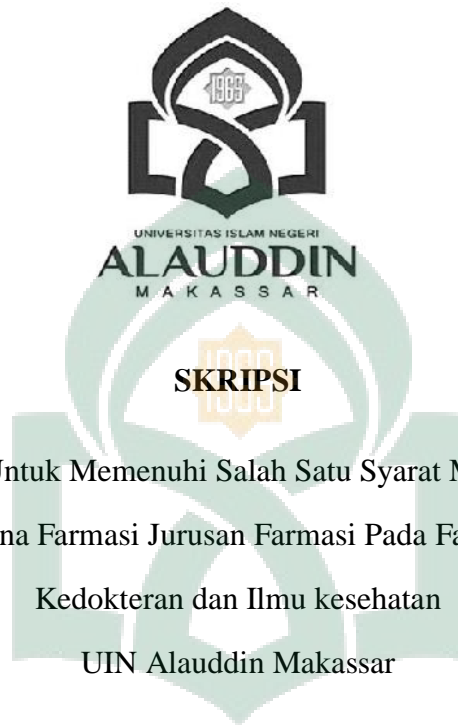 1965
UNIVERSITAS ISLAM NEGERI
ALAUDDIN
MAKASSAR
SKRIPSI
Untuk Memenuhi Salah Satu Syarat
na Farmasi Jurusan Farmasi Pada
Kedokteran dan Ilmu kesehatan
UIN Alauddin Makassar